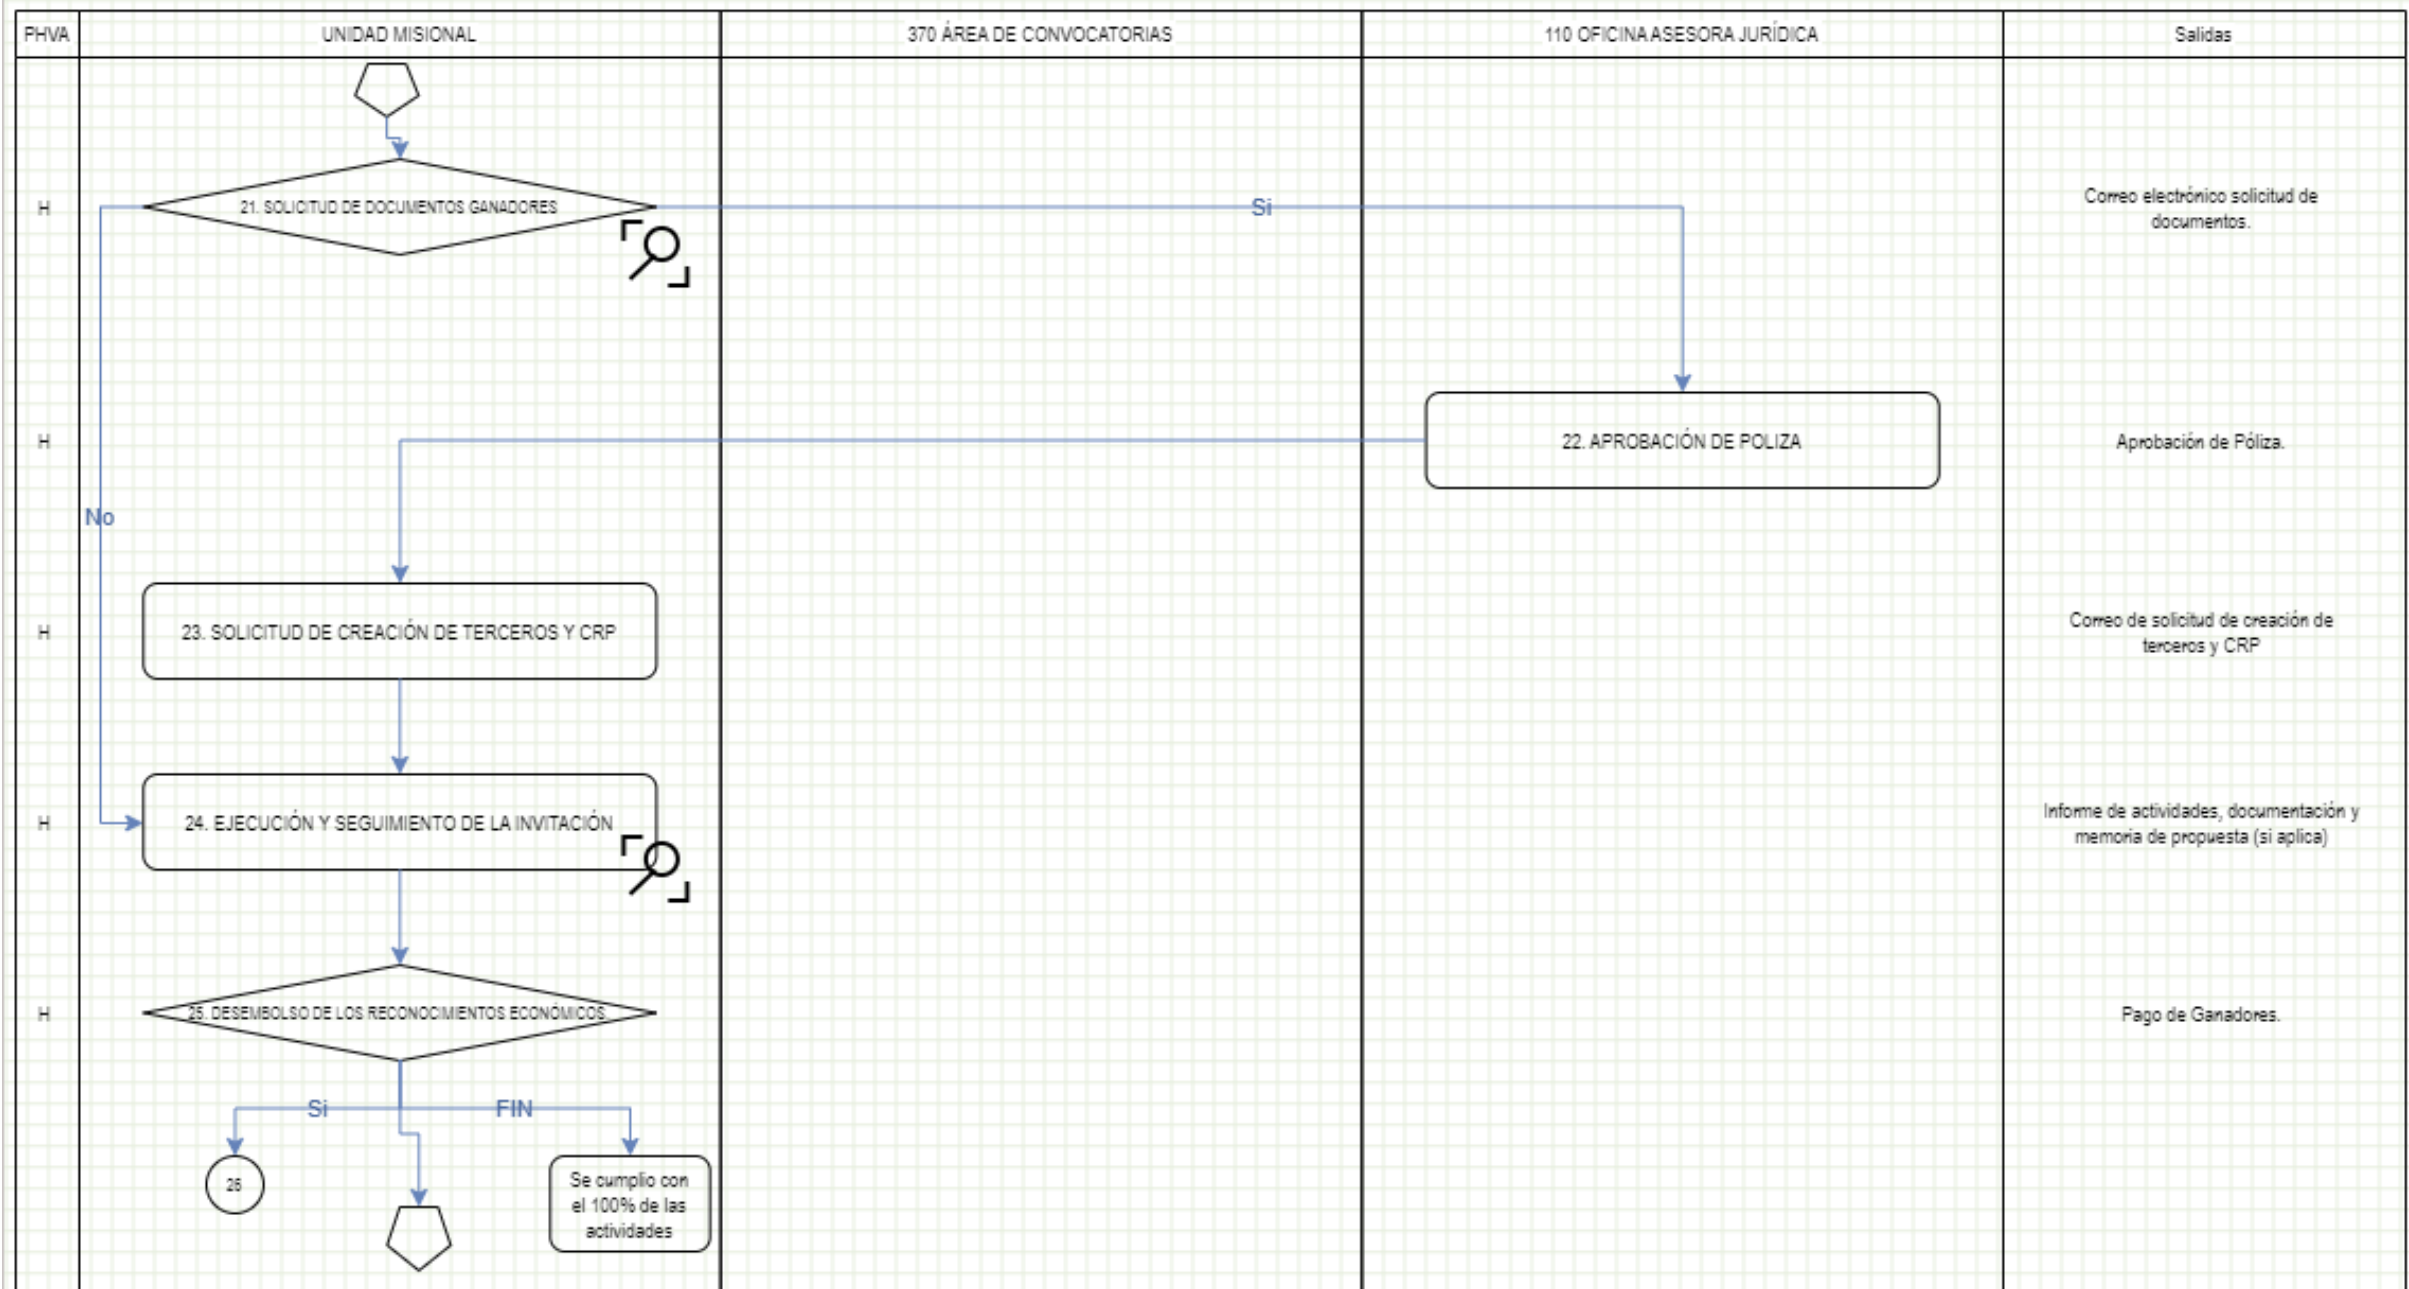 PHVA
UNIDAD MISIONAL
370 ÁREA DE CONVOCATORIAS
110 OFICINA ASESORA JURÍDICA
Salidas
H
21. SOLICITUD DE DOCUMENTOS GANADORES
Si
Correo electrónico solicitud de
documentos.
H
22. APROBACIÓN DE POLIZA
Aprobación de Póliza.
No
H
23. SOLICITUD DE CREACIÓN DE TERCEROS Y CRP
Correo de solicitud de creación de
terceros y CRP
H
24. EJECUCIÓN Y SEGUIMIENTO DE LA INVITACIÓN
Informe de actividades, documentación y
memoria de propuesta (si aplica)
H
25. DESEMBOLSO DE LOS RECONOCIMIENTOS ECONÓMICOS.
Pago de Ganadores.
Si
FIN
26
Se cumplio con
el 100% de las
actividades